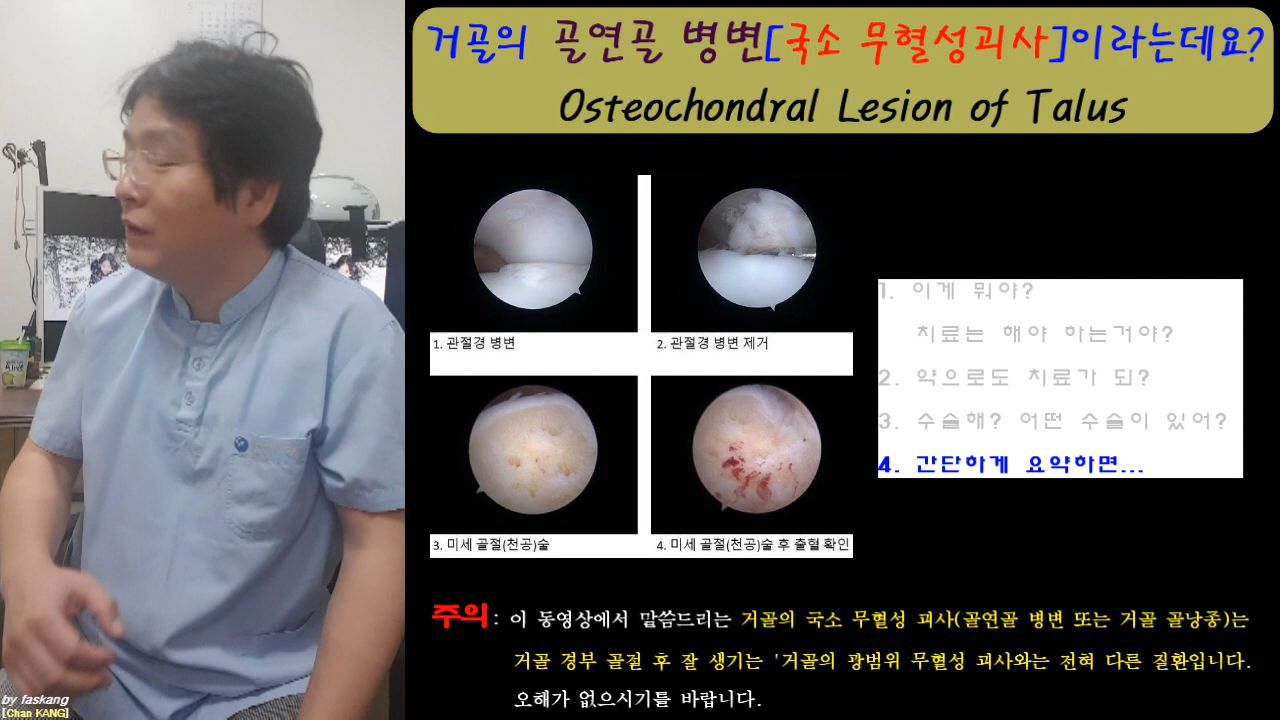 거골의 골연골 병변[국소 무혈성괴사]이라는데요?
Osteochondral Lesion of Talus
1. 관절경 병변
2. 관절경 병변 제거
3. 미세 골절(천공)술
4. 미세 골절(천공)술 후 출혈 확인
1. 이게 뭐야?
치료는 해야 하는거야?
2. 약으로도 치료가 되?
3. 수술해? 어떤 수술이 있어?
4. 간단하게 요약하면...
주의: 이 동영상에서 말씀드리는 거골의 국소 무혈성 괴사(골연골 병변 또는 거골 골낭종)는
거골 경부 골절 후 잘 생기는 '거골의 광범위 무혈성 괴사와는 전혀 다른 질환입니다.
오해가 없으시기를 바랍니다.
by faskang
[Chan KANG]